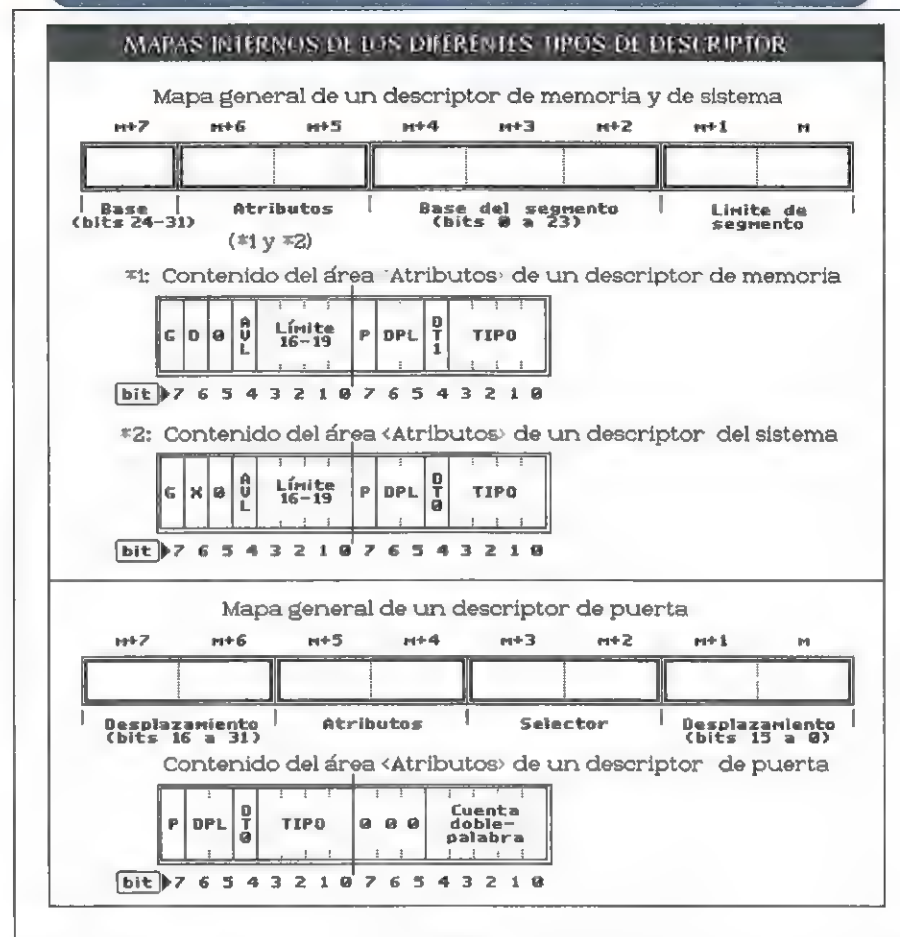 MAPAS INTERNOS DE LOS DIFERENTES TIPOS DE DESCRIPTOR
Mapa general de un descriptor de memoria y de sistema
M+7 M+6 M+5 M+4 M+3 M+2 M+1 M
Base Atributos Base del segmento Limite de
(bits 24-31) (bits 0 a 23) segmento
(*1 y *2)
*1: Contenido del área ‹Atributos› de un descriptor de memoria
G D 0 AVL Límite 16-19 P DPL DT1 TIPO
bit 7 6 5 4 3 2 1 0 7 6 5 4 3 2 1 0
*2: Contenido del área ‹Atributos› de un descriptor del sistema
G X 0 AVL Límite 16-19 P DPL DT0 TIPO
bit 7 6 5 4 3 2 1 0 7 6 5 4 3 2 1 0
Mapa general de un descriptor de puerta
M+7 M+6 M+5 M+4 M+3 M+2 M+1 M
Desplazamiento Atributos Selector Desplazamiento
(bits 16 a 31) (bits 15 a 0)
Contenido del área ‹Atributos› de un descriptor de puerta
P DPL DT0 TIPO 0 0 0 Cuenta doble-palabra
bit 7 6 5 4 3 2 1 0 7 6 5 4 3 2 1 0